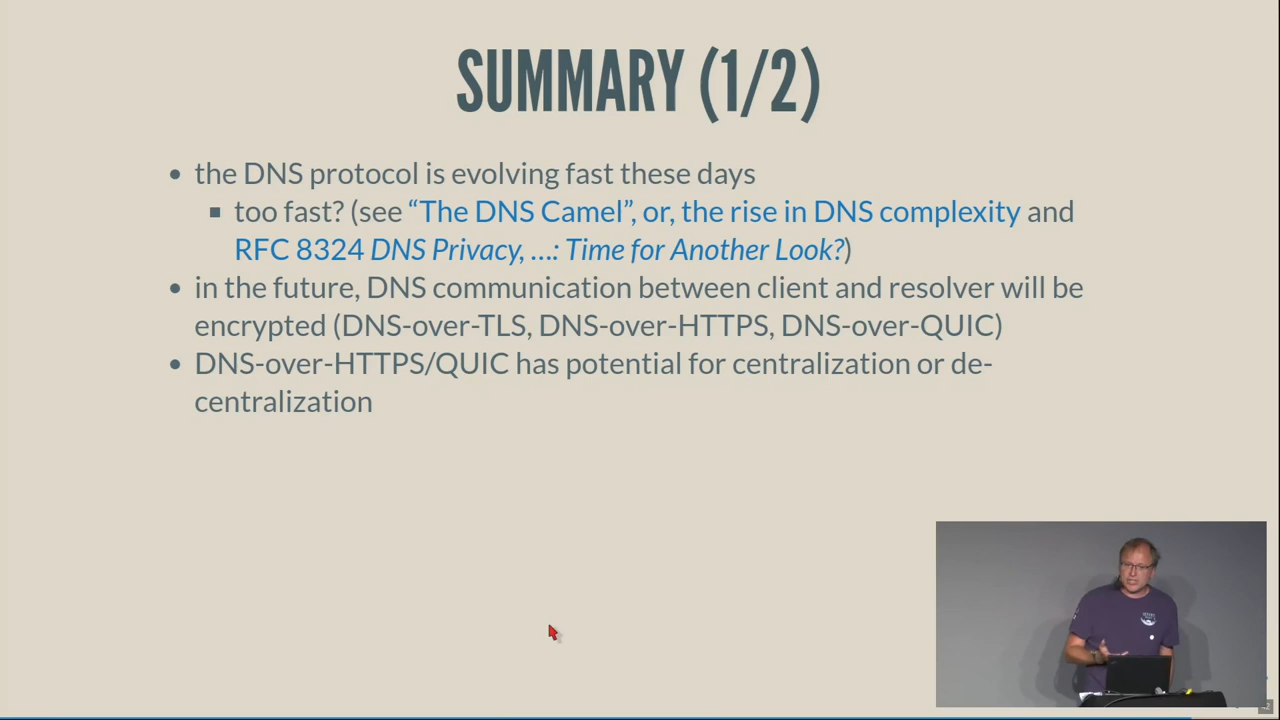 SUMMARY (1/2)
• the DNS protocol is evolving fast these days
▪ too fast? (see “The DNS Camel”, or, the rise in DNS complexity and
RFC 8324 DNS Privacy, …: Time for Another Look?)
• in the future, DNS communication between client and resolver will be
encrypted (DNS-over-TLS, DNS-over-HTTPS, DNS-over-QUIC)
• DNS-over-HTTPS/QUIC has potential for centralization or de-
centralization